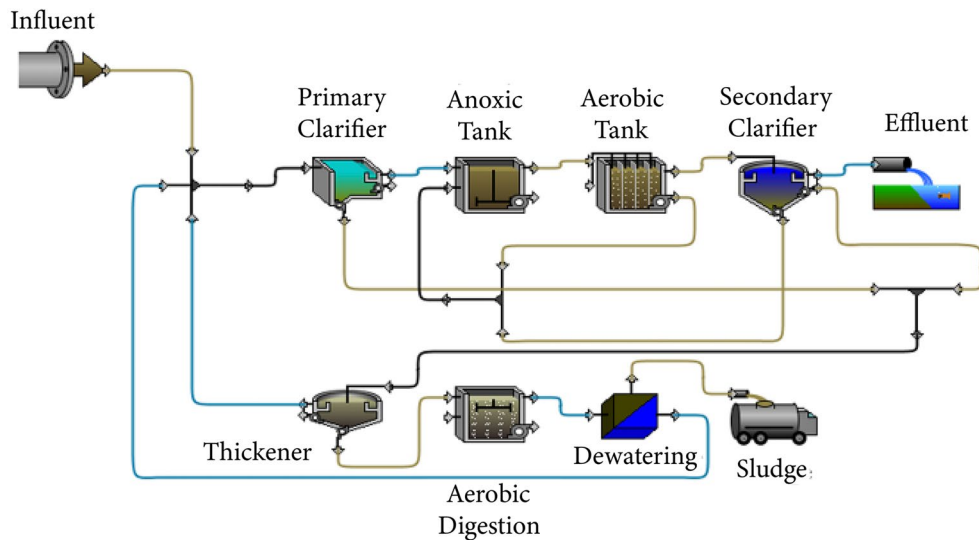 Influent
Primary
Clarifier
Anoxic
Tank
Aerobic
Tank
Secondary
Clarifier
Effluent
Thickener
Aerobic
Digestion
Dewatering
Sludge